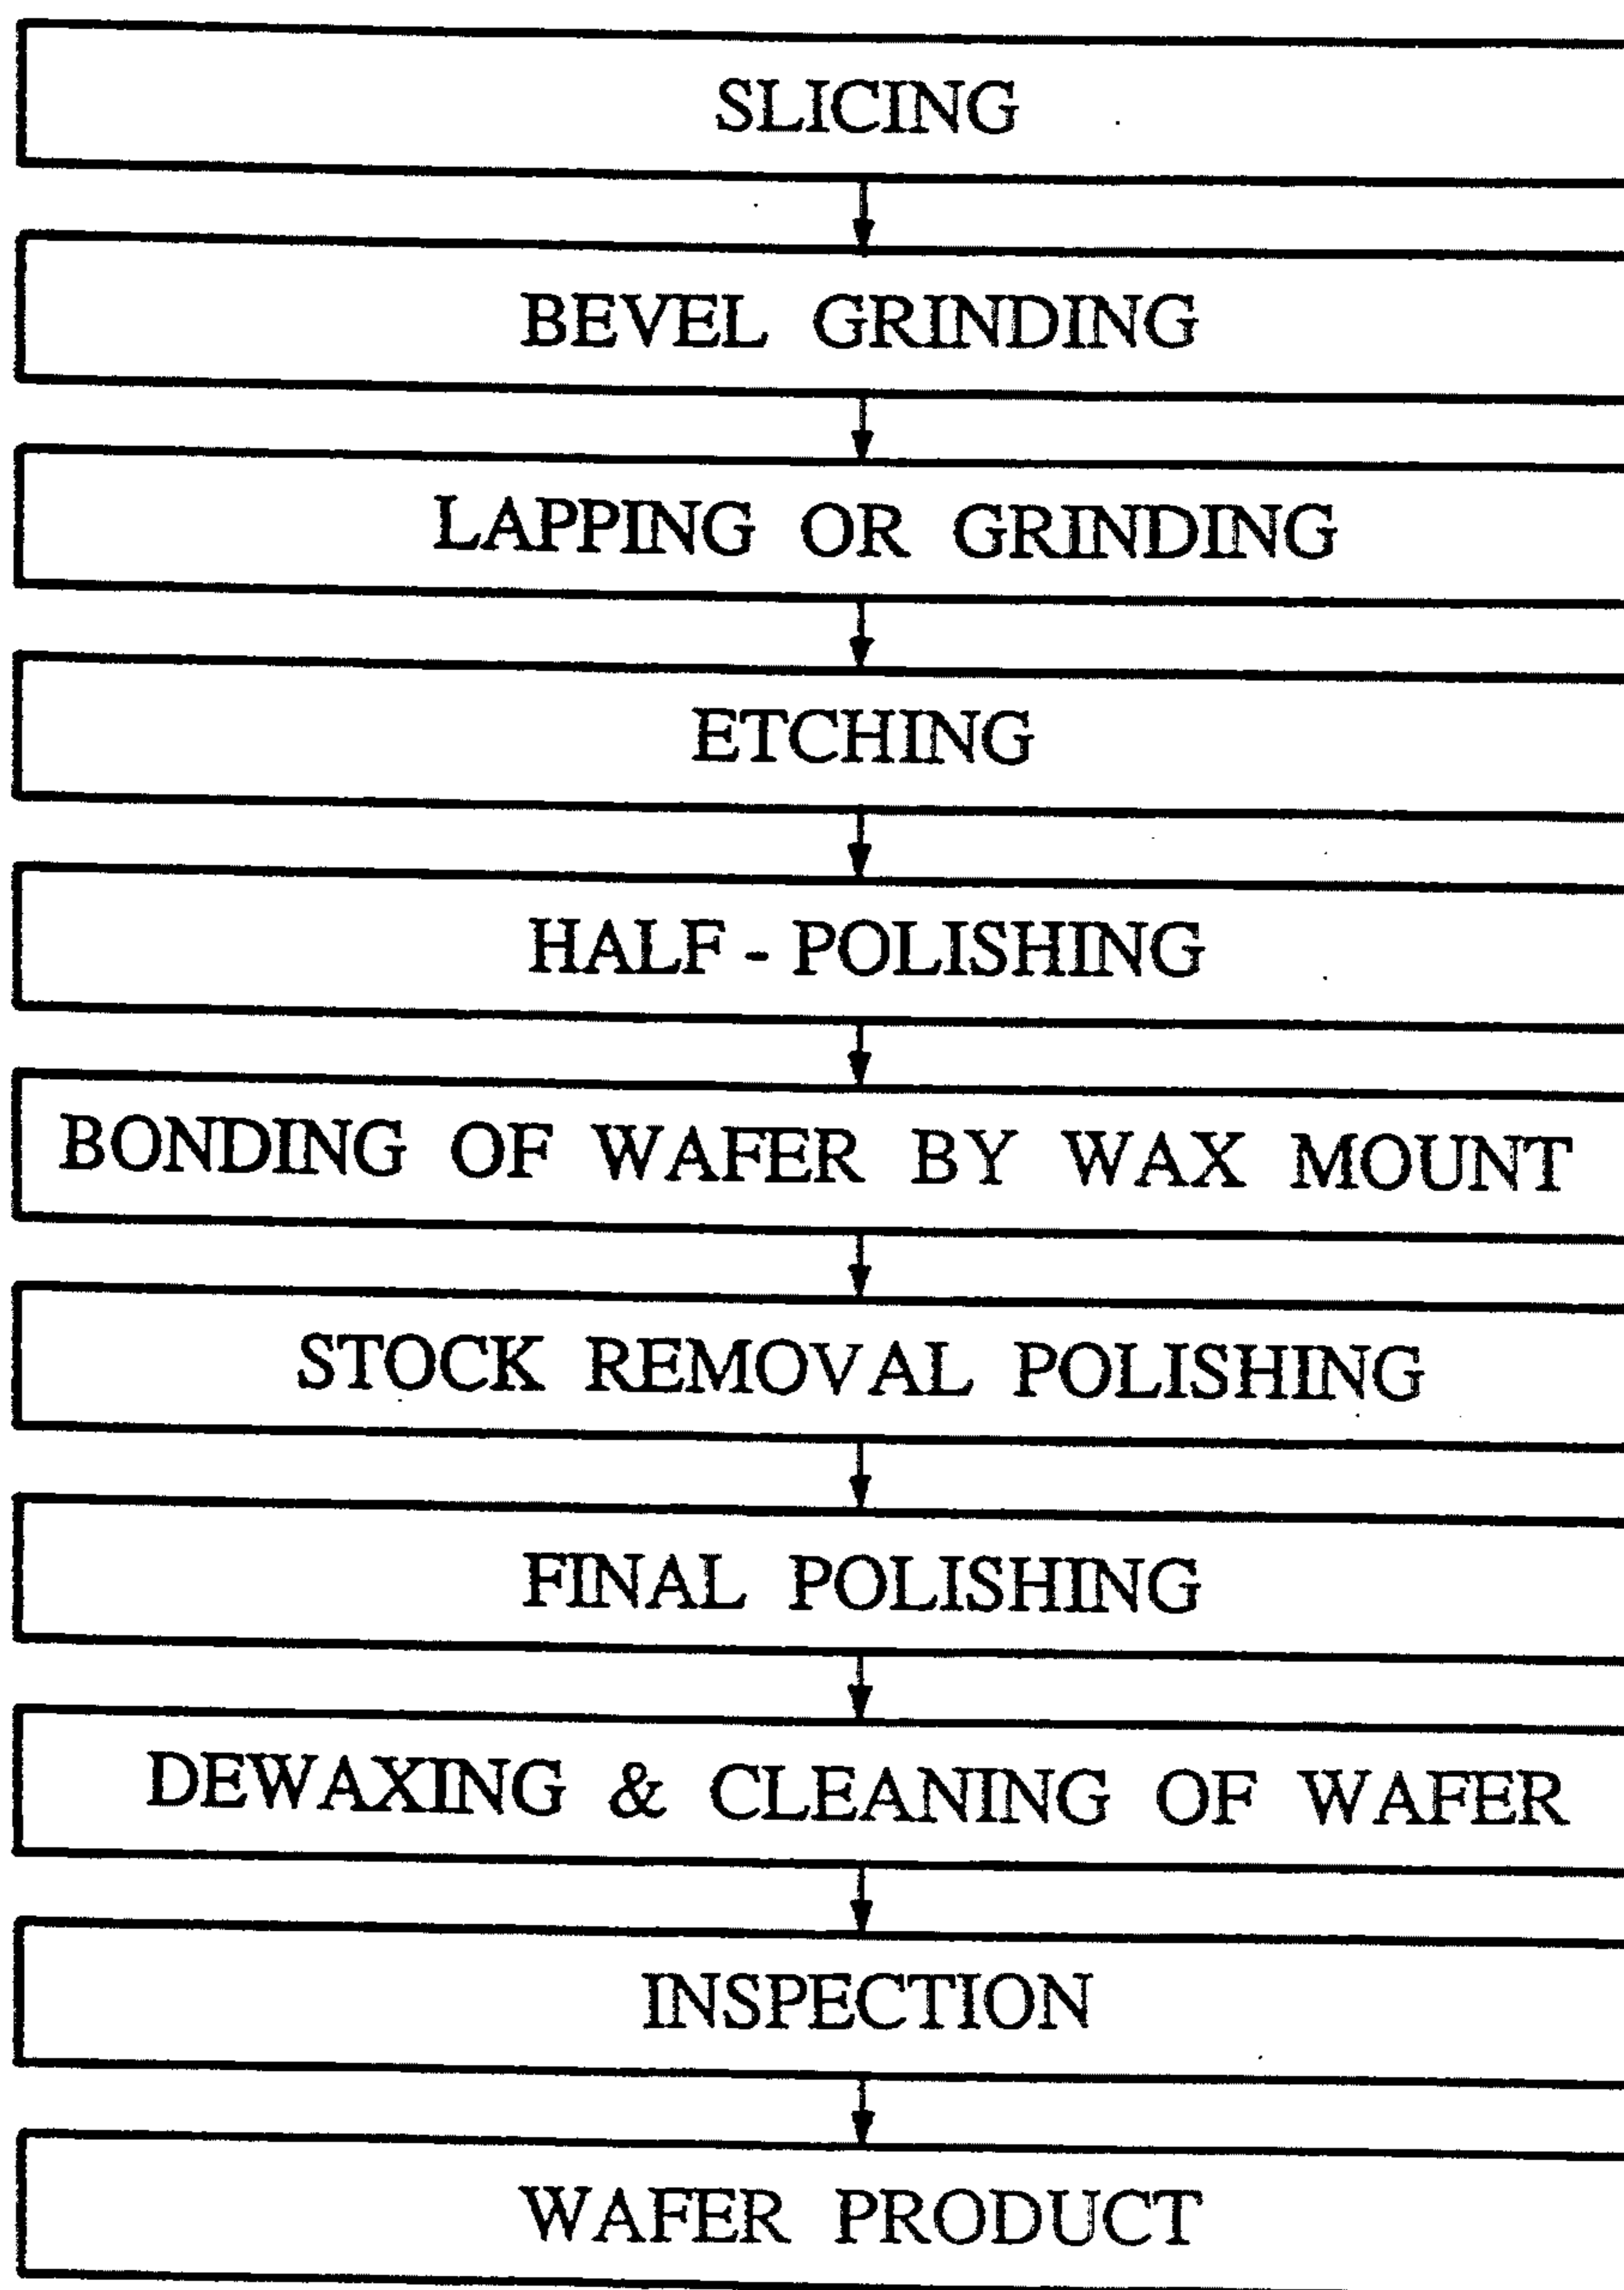 SLICING
BEVEL GRINDING
LAPPING OR GRINDING
ETCHING
HALF - POLISHING
BONDING OF WAFER BY WAX MOUNT
STOCK REMOVAL POLISHING
FINAL POLISHING
DEWAXING & CLEANING OF WAFER
INSPECTION
WAFER PRODUCT